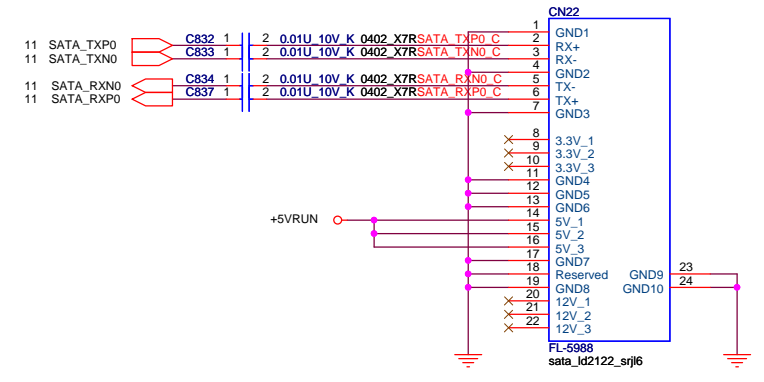 CN22
11 SATA_TXP0 C832 1 2 0.01U_10V_K 0402_X7R SATA_TXP0_C
11 SATA_TXN0 C833 1 2 0.01U_10V_K 0402_X7R SATA_TXN0_C
11 SATA_RXN0 C834 1 2 0.01U_10V_K 0402_X7R SATA_RXN0_C
11 SATA_RXP0 C837 1 2 0.01U_10V_K 0402_X7R SATA_RXP0_C
1 GND1
2 RX+
3 RX-
4 GND2
5 TX-
6 TX+
7 GND3
8 3.3V_1
9 3.3V_2
10 3.3V_3
11 GND4
12 GND5
13 GND6
+5VRUN
14 5V_1
15 5V_2
16 5V_3
17 GND7
18 Reserved
19 GND8
20 12V_1
21 12V_2
22 12V_3
GND9 23
GND10 24
FL-5988
sata_ld2122_srjl6